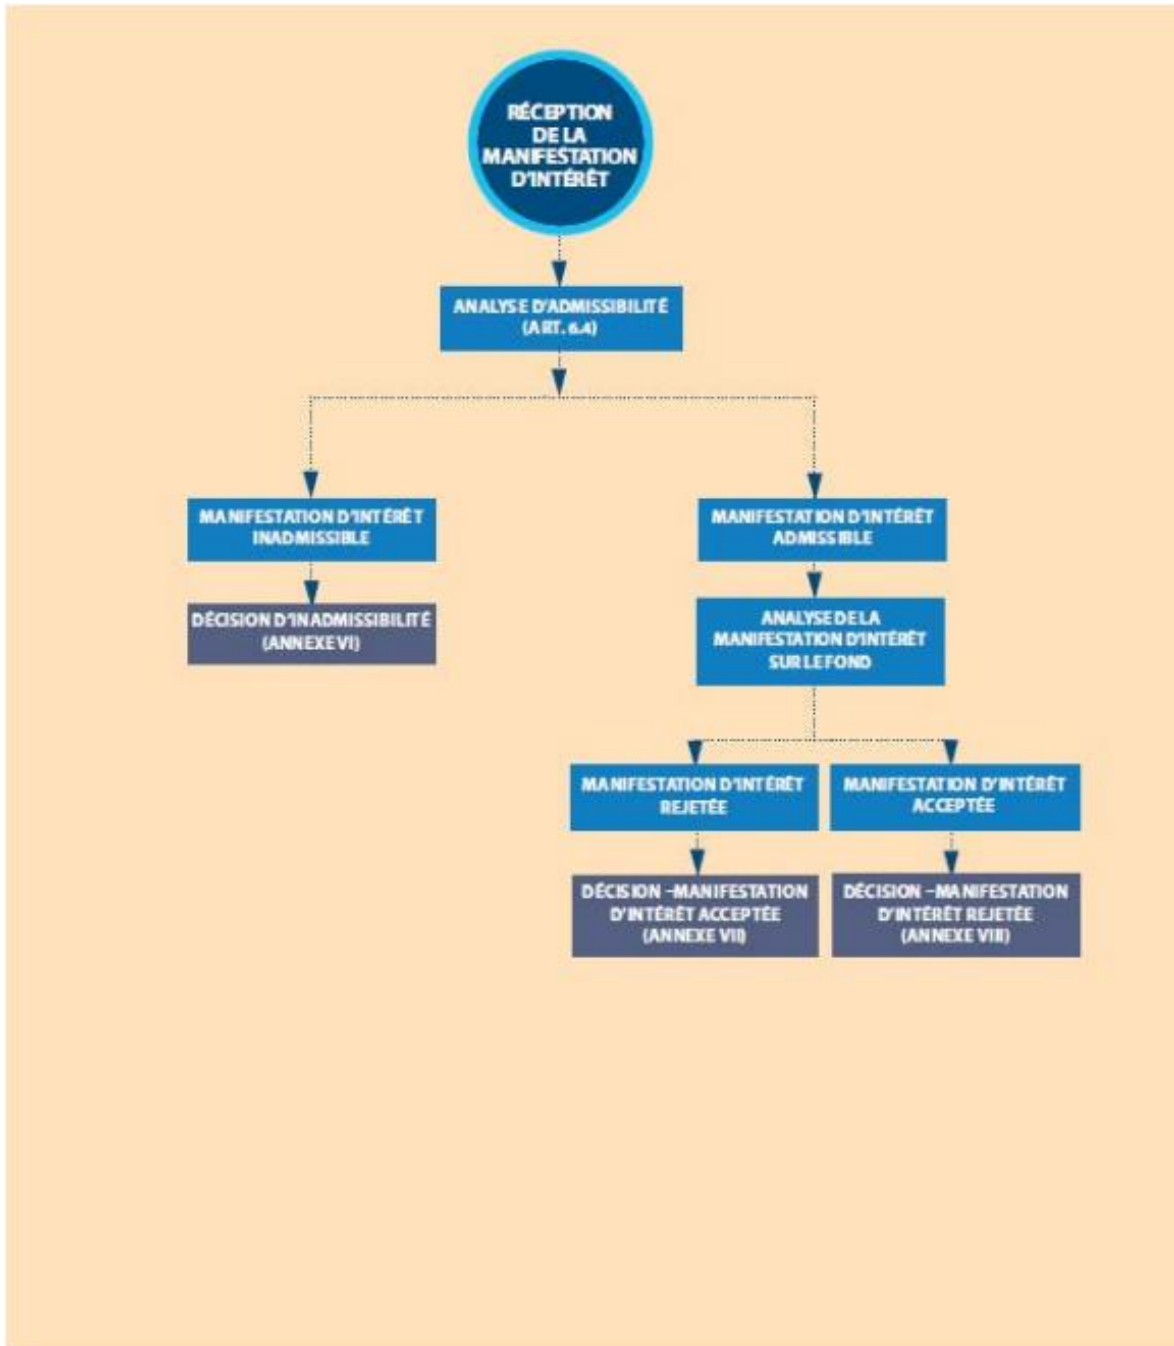 RÉCEPTION
DE LA
MANIFESTATION
D'INTÉRÊT
ANALYSE D'ADMISSIBILITÉ
(ART. 6.4)
MANIFESTATION D'INTÉRÊT
INADMISSIBLE
MANIFESTATION D'INTÉRÊT
ADMISSIBLE
DÉCISION D'INADMISSIBILITÉ
(ANNEXE VI)
ANALYSE DE LA
MANIFESTATION D'INTÉRÊT
SUR LE FOND
MANIFESTATION D'INTÉRÊT
REJETÉE
MANIFESTATION D'INTÉRÊT
ACCEPTÉE
DÉCISION –MANIFESTATION
D'INTÉRÊT ACCEPTÉE
(ANNEXE VII)
DÉCISION –MANIFESTATION
D'INTÉRÊT REJETÉE
(ANNEXE VIII)